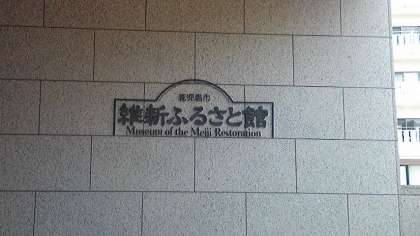 鹿児島市
維新ふるさと館
Museum of the Meiji Restoration